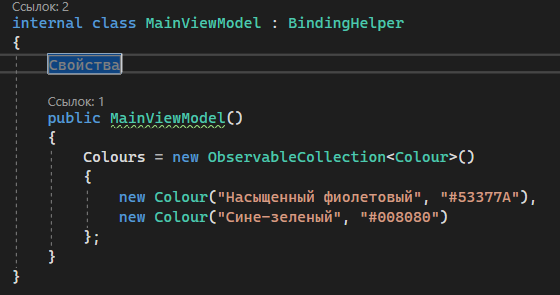 Ссылок: 2
internal class MainViewModel : BindingHelper
{
Свойства
Ссылок: 1
public MainViewModel()
{
Colours = new ObservableCollection<Colour>()
{
new Colour("Насыщенный фиолетовый", "#53377A"),
new Colour("Сине-зеленый", "#008080")
};
}
}